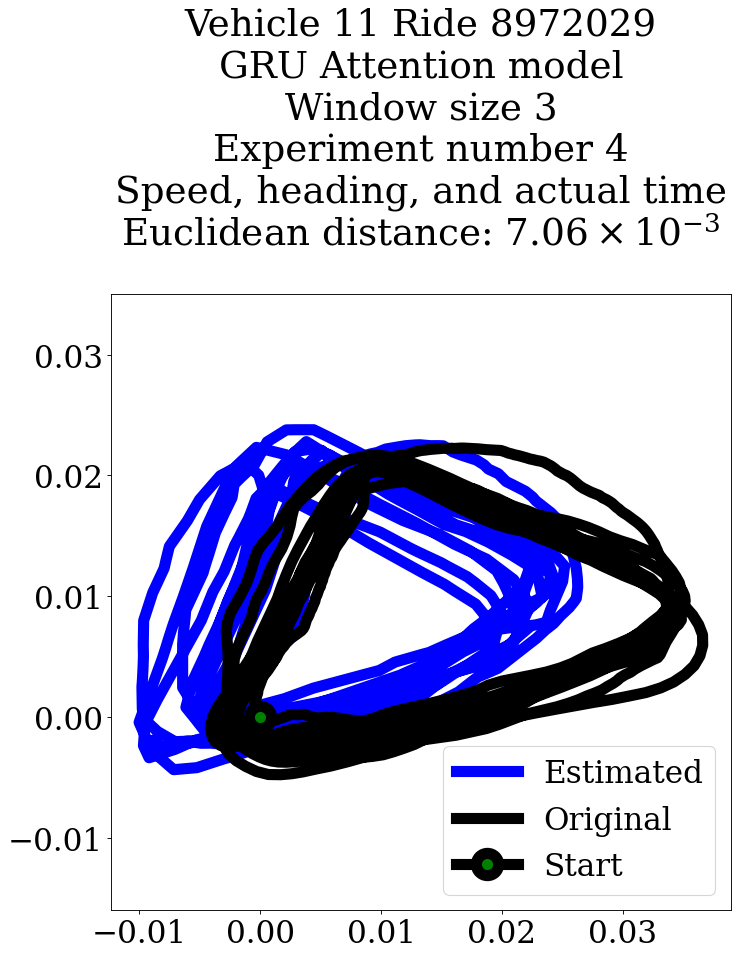 Vehicle 11 Ride 8972029
GRU Attention model
Window size 3
Experiment number 4
Speed, heading, and actual time
Euclidean distance: $7.06 \times 10^{-3}$
0.03
0.02
0.01
0.00
−0.01
Estimated
Original
Start
−0.01 0.00 0.01 0.02 0.03